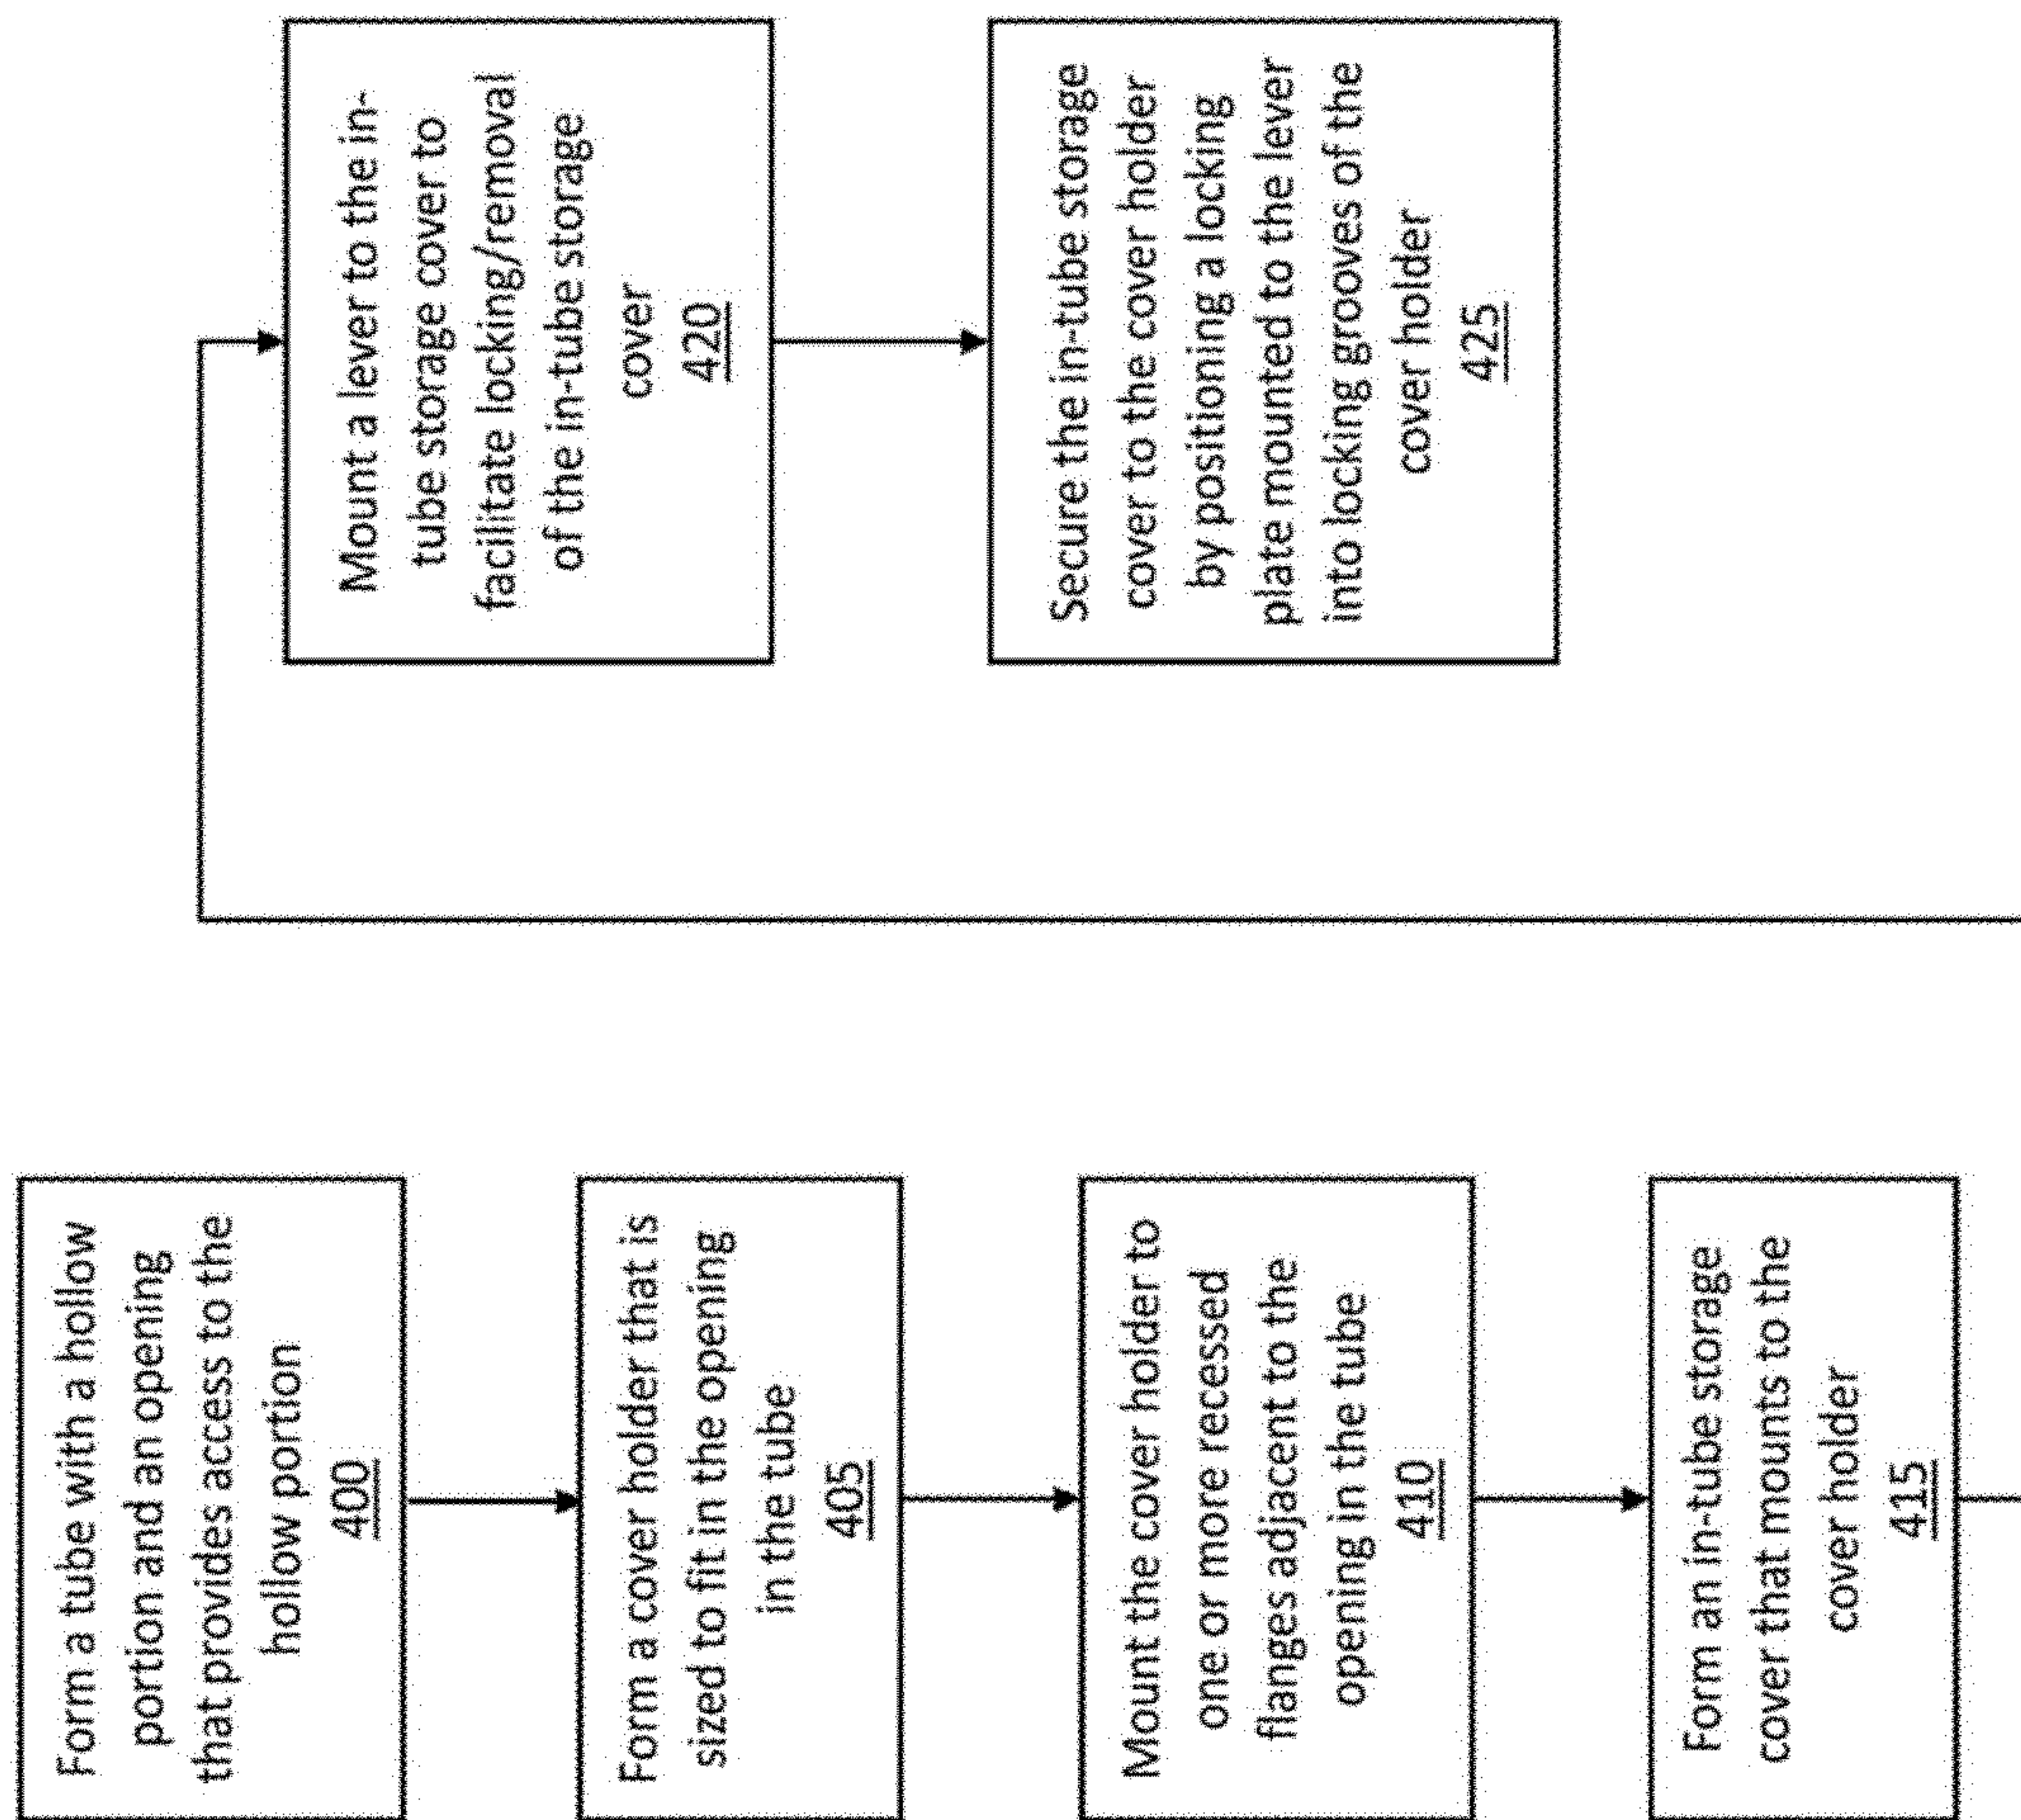 Form a tube with a hollow
portion and an opening
that provides access to the
hollow portion
400
Form a cover holder that is
sized to fit in the opening
in the tube
405
Mount the cover holder to
one or more recessed
flanges adjacent to the
opening in the tube
410
Form an in-tube storage
cover that mounts to the
cover holder
415
Mount a lever to the in-
tube storage cover to
facilitate locking/removal
of the in-tube storage
cover
420
Secure the in-tube storage
cover to the cover holder
by positioning a locking
plate mounted to the lever
into locking grooves of the
cover holder
425